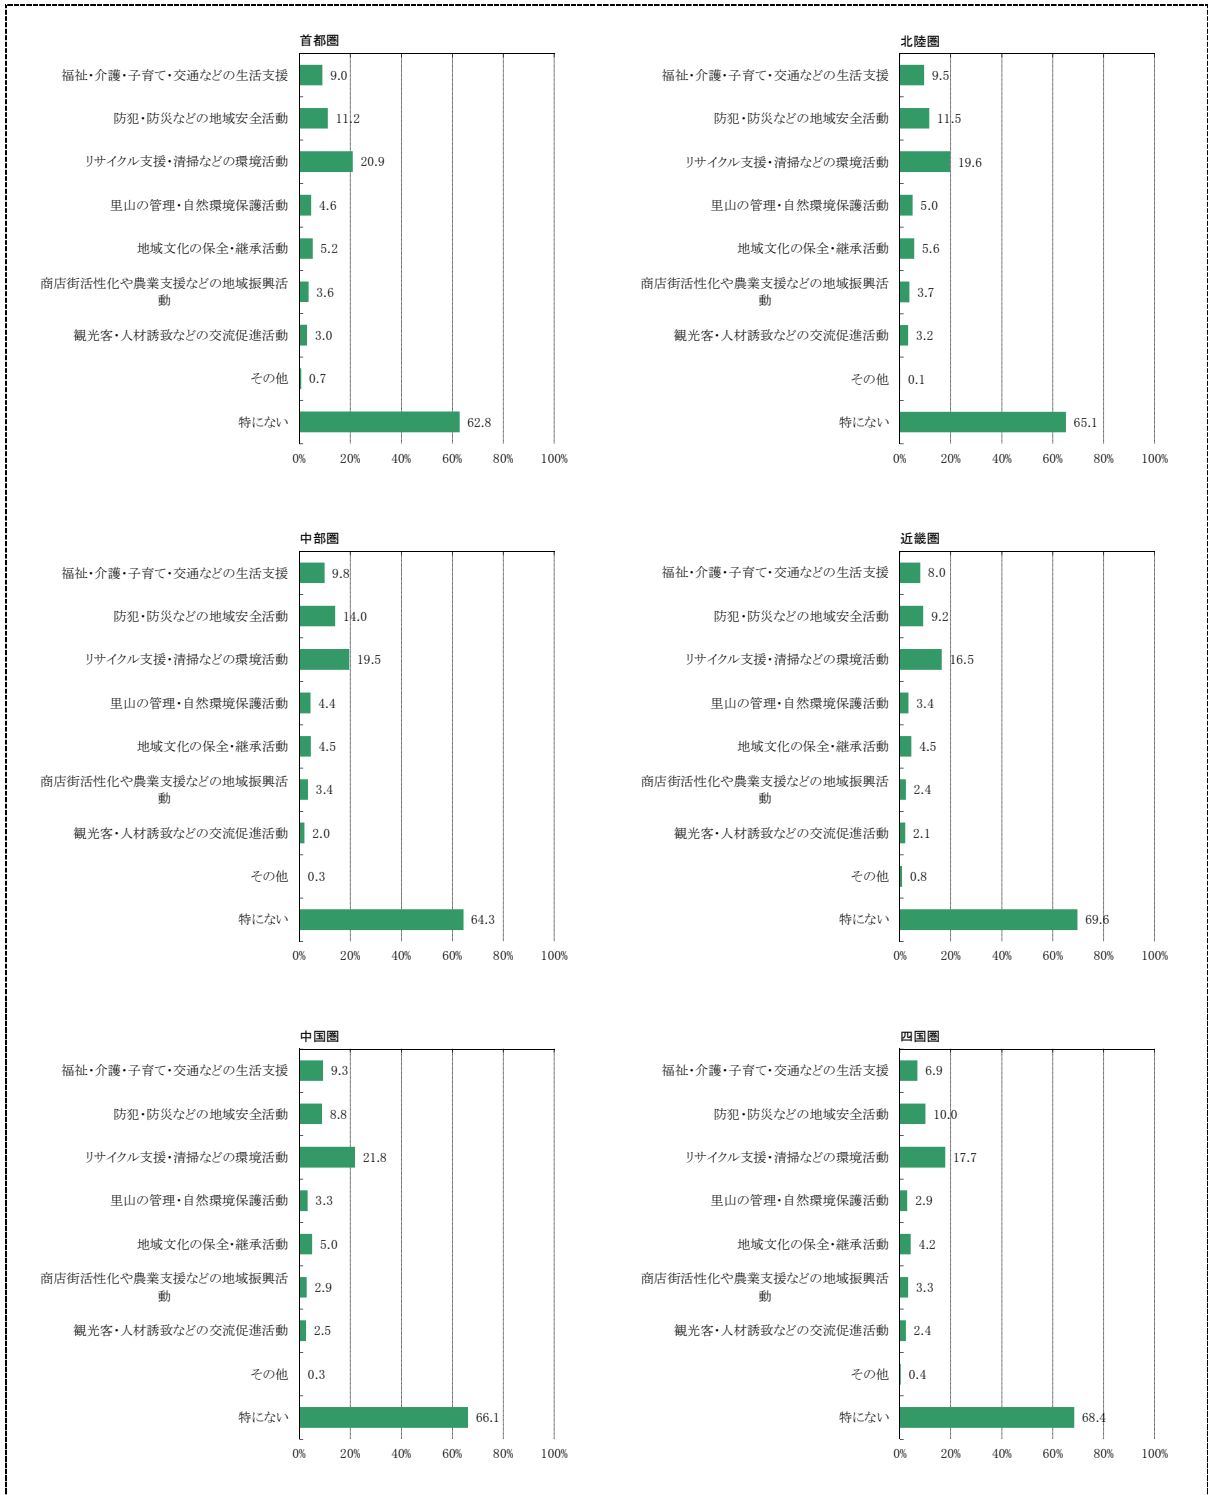 首都圏
福祉・介護・子育て・交通などの生活支援 9.0
防犯・防災などの地域安全活動 11.2
リサイクル支援・清掃などの環境活動 20.9
里山の管理・自然環境保護活動 4.6
地域文化の保全・継承活動 5.2
商店街活性化や農業支援などの地域振興活
動 3.6
観光客・人材誘致などの交流促進活動 3.0
その他 0.7
特にない 62.8
0% 20% 40% 60% 80% 100%
北陸圏
福祉・介護・子育て・交通などの生活支援 9.5
防犯・防災などの地域安全活動 11.5
リサイクル支援・清掃などの環境活動 19.6
里山の管理・自然環境保護活動 5.0
地域文化の保全・継承活動 5.6
商店街活性化や農業支援などの地域振興活
動 3.7
観光客・人材誘致などの交流促進活動 3.2
その他 0.1
特にない 65.1
0% 20% 40% 60% 80% 100%
中部圏
福祉・介護・子育て・交通などの生活支援 9.8
防犯・防災などの地域安全活動 14.0
リサイクル支援・清掃などの環境活動 19.5
里山の管理・自然環境保護活動 4.4
地域文化の保全・継承活動 4.5
商店街活性化や農業支援などの地域振興活
動 3.4
観光客・人材誘致などの交流促進活動 2.0
その他 0.3
特にない 64.3
0% 20% 40% 60% 80% 100%
近畿圏
福祉・介護・子育て・交通などの生活支援 8.0
防犯・防災などの地域安全活動 9.2
リサイクル支援・清掃などの環境活動 16.5
里山の管理・自然環境保護活動 3.4
地域文化の保全・継承活動 4.5
商店街活性化や農業支援などの地域振興活
動 2.4
観光客・人材誘致などの交流促進活動 2.1
その他 0.8
特にない 69.6
0% 20% 40% 60% 80% 100%
中国圏
福祉・介護・子育て・交通などの生活支援 9.3
防犯・防災などの地域安全活動 8.8
リサイクル支援・清掃などの環境活動 21.8
里山の管理・自然環境保護活動 3.3
地域文化の保全・継承活動 5.0
商店街活性化や農業支援などの地域振興活
動 2.9
観光客・人材誘致などの交流促進活動 2.5
その他 0.3
特にない 66.1
0% 20% 40% 60% 80% 100%
四国圏
福祉・介護・子育て・交通などの生活支援 6.9
防犯・防災などの地域安全活動 10.0
リサイクル支援・清掃などの環境活動 17.7
里山の管理・自然環境保護活動 2.9
地域文化の保全・継承活動 4.2
商店街活性化や農業支援などの地域振興活
動 3.3
観光客・人材誘致などの交流促進活動 2.4
その他 0.4
特にない 68.4
0% 20% 40% 60% 80% 100%